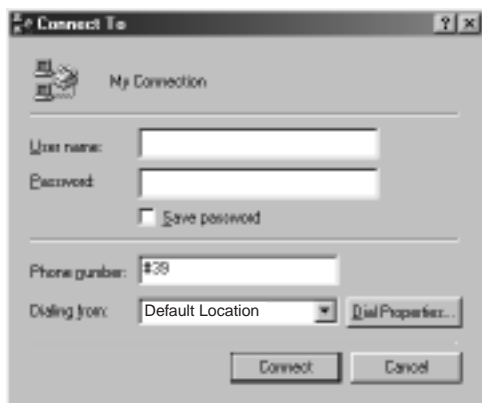 Connect To
My Connection
User name:
Password:
Save password
Phone number: #39
Dialing from: Default Location Dial Properties...
Connect Cancel